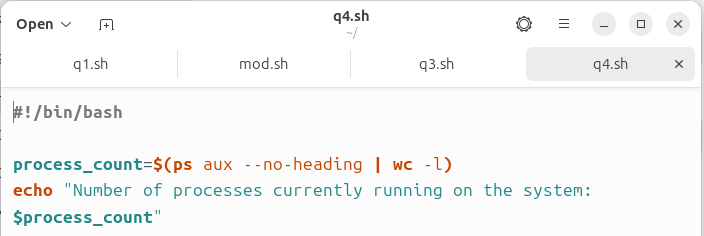 Open
q4.sh
~/
q1.sh
mod.sh
q3.sh
q4.sh
#!/bin/bash
process_count=$(ps aux --no-heading | wc -l)
echo "Number of processes currently running on the system:
$process_count"